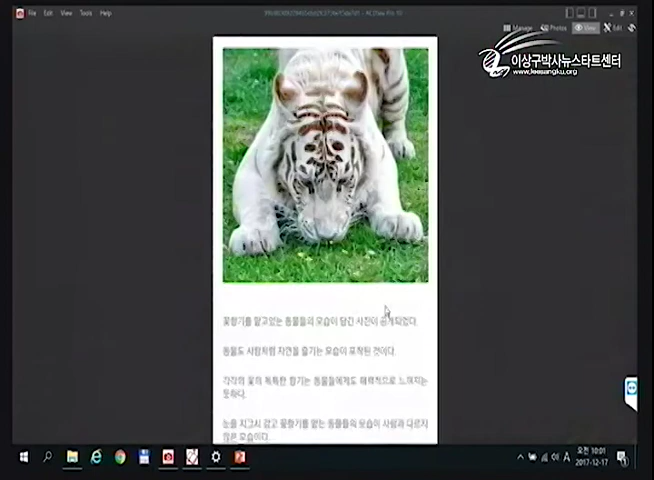 File Edit View Tools Help
Manage Photos View Edit
이상구박사뉴스타트센터
www.leesangku.org
꽃향기를 맡고있는 동물들의 모습이 담긴 사진이 공개되었다.
동물도 사람처럼 자연을 즐기는 모습이 포착된 것이다.
각각의 꽃의 독특한 향기는 동물들에게도 매력적으로 느껴지는
듯하다.
눈을 지그시 감고 꽃향기를 맡는 동물들의 모습이 사람과 다르지
않은 모습이다.
A
오전 10:01
2017-12-17